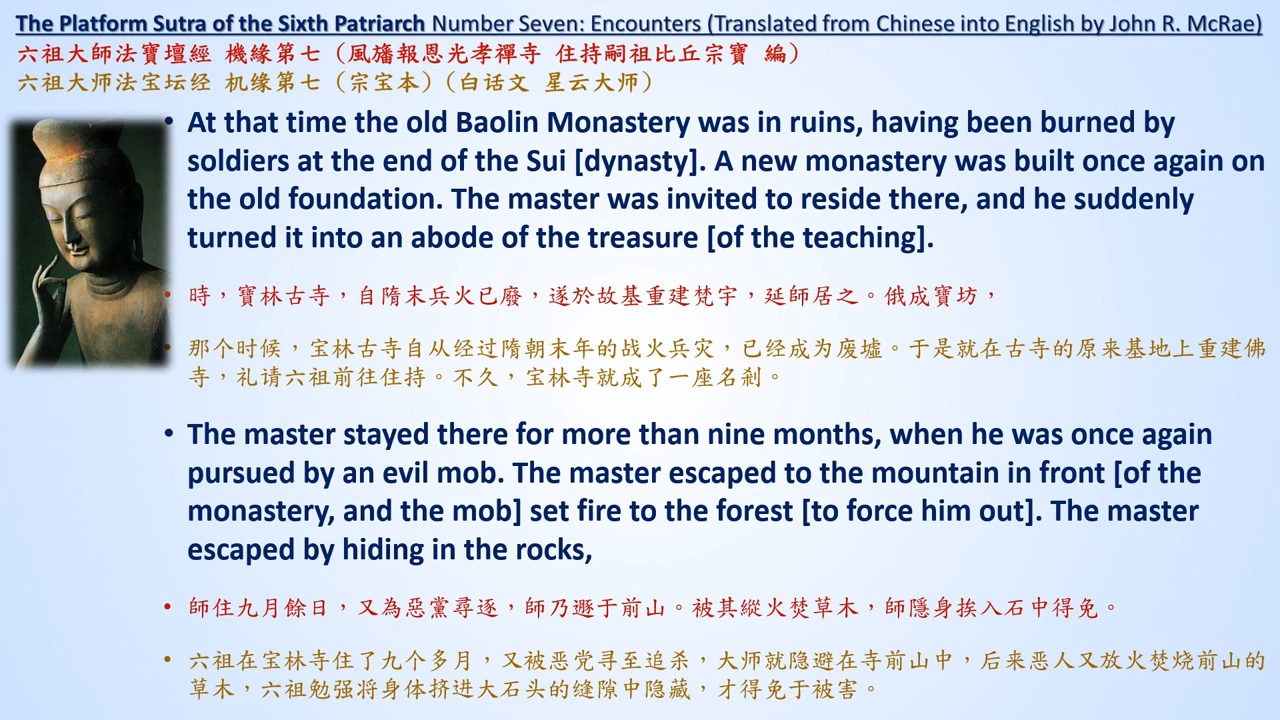 The Platform Sutra of the Sixth Patriarch Number Seven: Encounters (Translated from Chinese into English by John R. McRae)
六祖大師法寶壇經 機緣第七（風旛報恩光孝禪寺 住持嗣祖比丘宗寶 編）
六祖大师法宝坛经 机缘第七（宗宝本）（白话文 星云大师）
• At that time the old Baolin Monastery was in ruins, having been burned by
soldiers at the end of the Sui [dynasty]. A new monastery was built once again on
the old foundation. The master was invited to reside there, and he suddenly
turned it into an abode of the treasure [of the teaching].
• 時，寶林古寺，自隋末兵火已廢，遂於故基重建梵宇，延師居之。俄成寶坊，
• 那个时候，宝林古寺自从经过隋朝末年的战火兵灾，已经成为废墟。于是就在古寺的原来基地上重建佛
寺，礼请六祖前往住持。不久，宝林寺就成了一座名刹。
• The master stayed there for more than nine months, when he was once again
pursued by an evil mob. The master escaped to the mountain in front [of the
monastery, and the mob] set fire to the forest [to force him out]. The master
escaped by hiding in the rocks,
• 師住九月餘日，又為惡黨尋逐，師乃遯于前山。被其縱火焚草木，師隱身挨入石中得免。
• 六祖在宝林寺住了九个多月，又被恶党寻至追杀，大师就隐避在寺前山中，后来恶人又放火焚烧前山的
草木，六祖勉强将身体挤进大石头的缝隙中隐藏，才得免于被害。